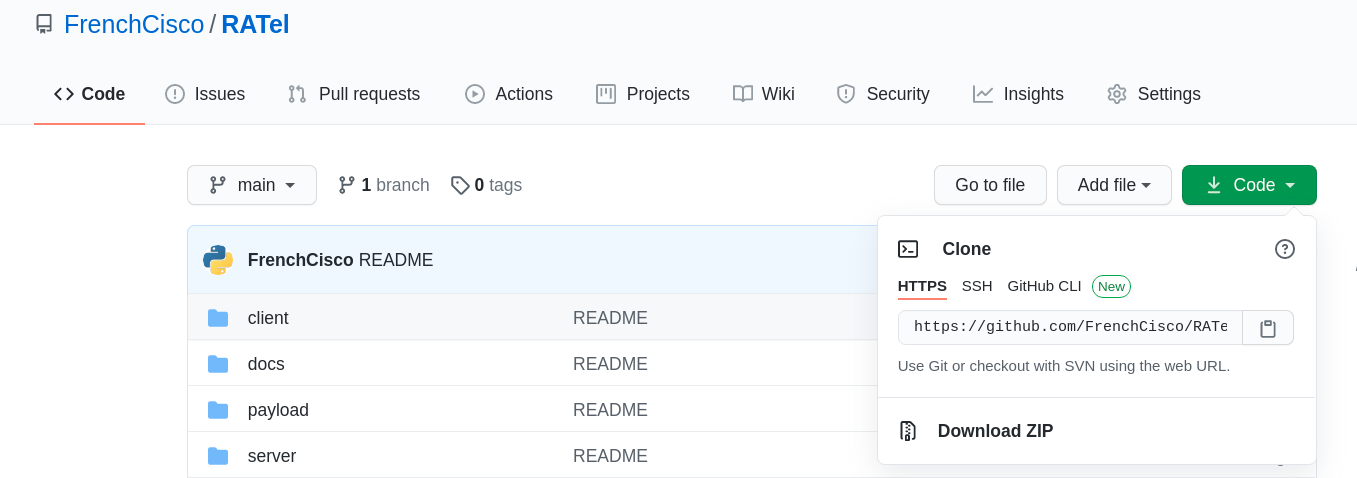 FrenchCisco / RATel
Code Issues Pull requests Actions Projects Wiki Security Insights Settings
main 1 branch 0 tags Go to file Add file Code
FrenchCisco README
Clone
HTTPS SSH GitHub CLI New
client README
https://github.com/FrenchCisco/RATe
docs README
Use Git or checkout with SVN using the web URL.
payload README
Download ZIP
server README